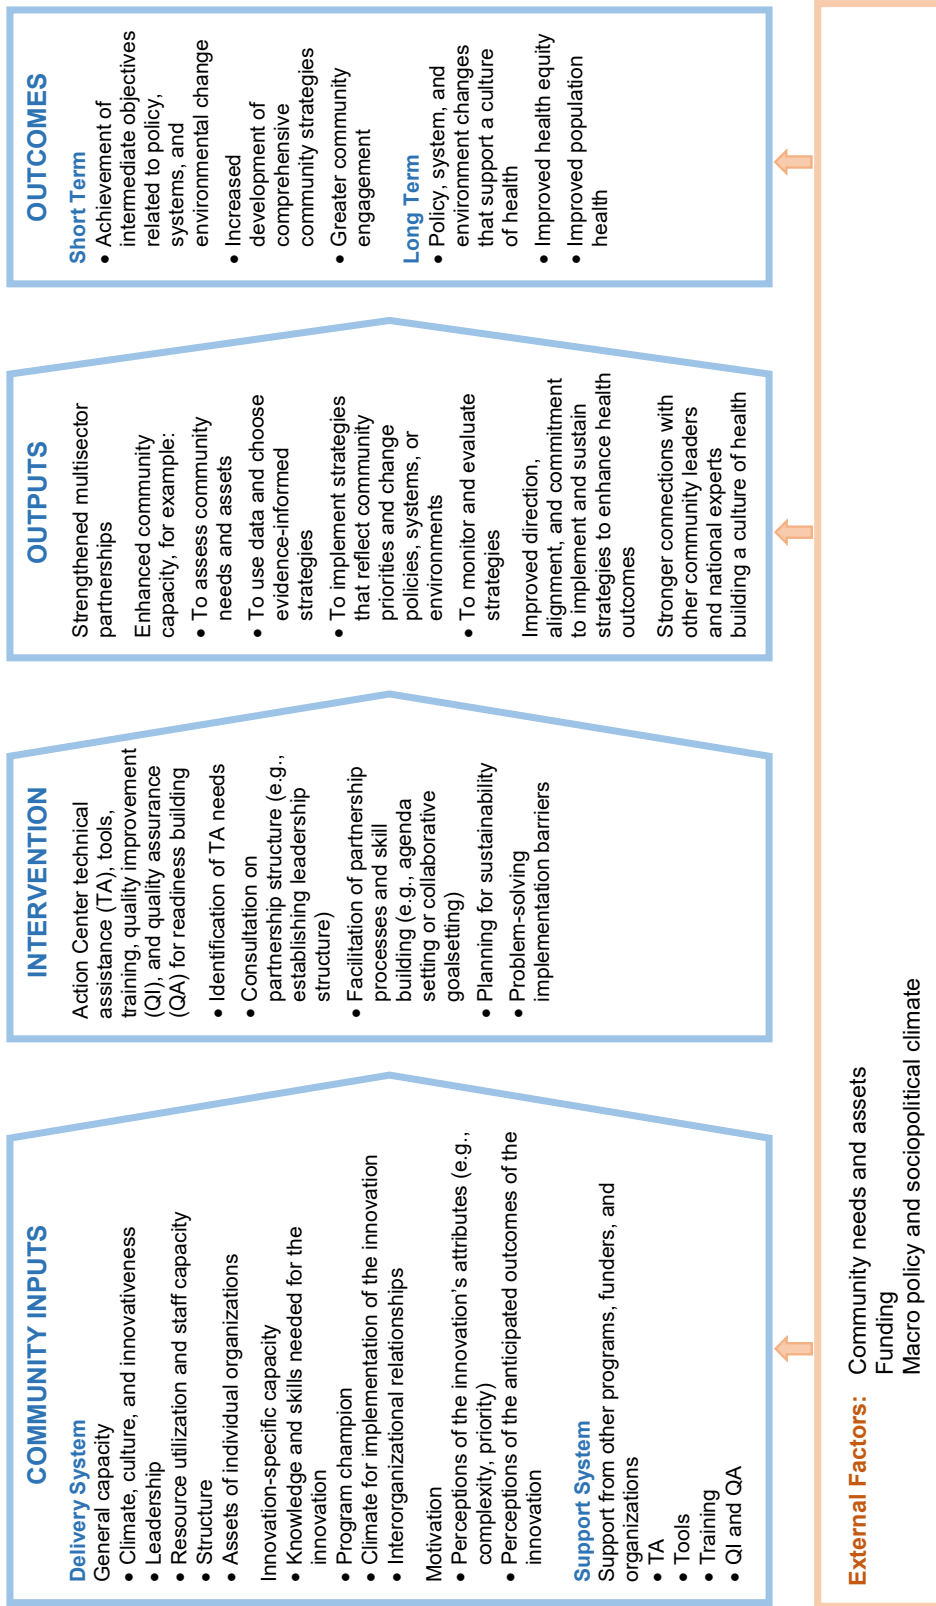 COMMUNITY INPUTS
Delivery System
General capacity
• Climate, culture, and innovativeness
• Leadership
• Resource utilization and staff capacity
• Structure
• Assets of individual organizations
Innovation-specific capacity
• Knowledge and skills needed for the
innovation
• Program champion
• Climate for implementation of the innovation
• Interorganizational relationships
Motivation
• Perceptions of the innovation’s attributes (e.g.,
complexity, priority)
• Perceptions of the anticipated outcomes of the
innovation
Support System
Support from other programs, funders, and
organizations
• TA
• Tools
• Training
• QI and QA
INTERVENTION
Action Center technical
assistance (TA), tools,
training, quality improvement
(QI), and quality assurance
(QA) for readiness building
• Identification of TA needs
• Consultation on
partnership structure (e.g.,
establishing leadership
structure)
• Facilitation of partnership
processes and skill
building (e.g., agenda
setting or collaborative
goalsetting)
• Planning for sustainability
• Problem-solving
implementation barriers
OUTPUTS
Strengthened multisector
partnerships
Enhanced community
capacity, for example:
• To assess community
needs and assets
• To use data and choose
evidence-informed
strategies
• To implement strategies
that reflect community
priorities and change
policies, systems, or
environments
• To monitor and evaluate
strategies
Improved direction,
alignment, and commitment
to implement and sustain
strategies to enhance health
outcomes
Stronger connections with
other community leaders
and national experts
building a culture of health
OUTCOMES
Short Term
• Achievement of
intermediate objectives
related to policy,
systems, and
environmental change
• Increased
development of
comprehensive
community strategies
• Greater community
engagement
Long Term
• Policy, system, and
environment changes
that support a culture
of health
• Improved health equity
• Improved population
health
External Factors: Community needs and assets
Funding
Macro policy and sociopolitical climate